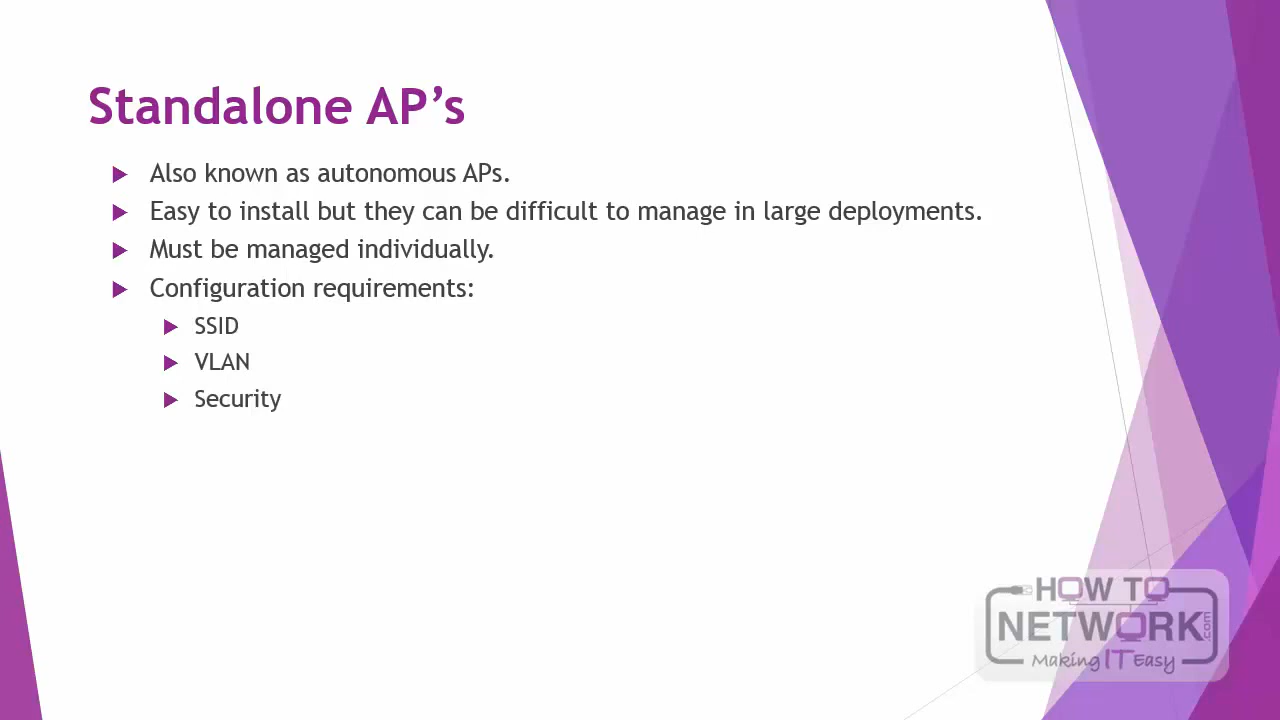 Standalone AP’s
Also known as autonomous APs.
Easy to install but they can be difficult to manage in large deployments.
Must be managed individually.
Configuration requirements:
SSID
VLAN
Security
HOW TO
NETWORK.com
Making IT Easy